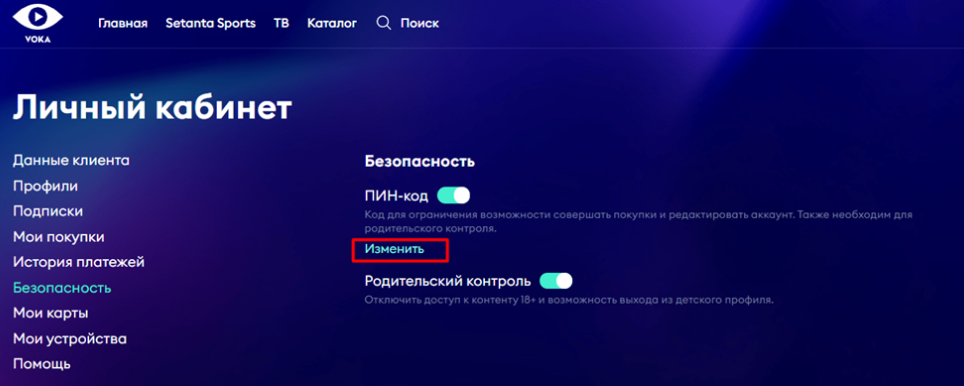 VOKA
Главная Setanta Sports ТВ Каталог Поиск
Личный кабинет
Данные клиента
Профили
Подписки
Мои покупки
История платежей
Безопасность
Мои карты
Мои устройства
Помощь
Безопасность
ПИН-код
Код для ограничения возможности совершать покупки и редактировать аккаунт. Также необходим для
родительского контроля.
Изменить
Родительский контроль
Отключить доступ к контенту 18+ и возможность выхода из детского профиля.